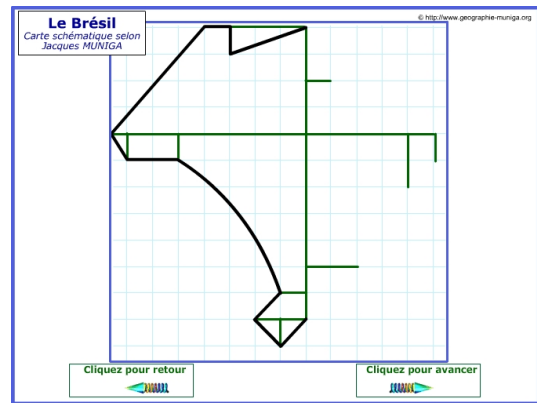 Le Brésil
Carte schématique selon
Jacques MUNIGA
© http://www.geographie-muniga.org
Cliquez pour retour
Cliquez pour avancer